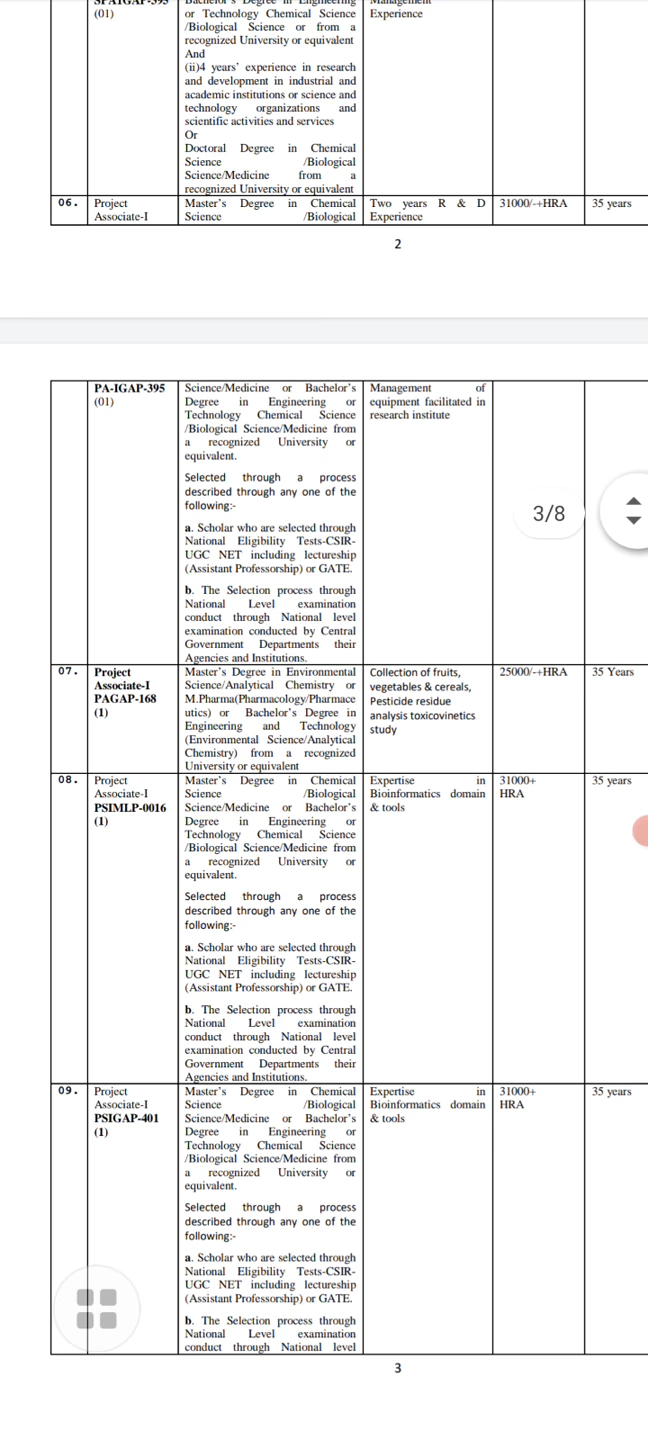 SPAIGAP-395
(01)
Bachelor's Degree in Engineering
or Technology Chemical Science
/Biological Science or from a
recognized University or equivalent
And
(ii)4 years' experience in research
and development in industrial and
academic institutions or science and
technology organizations and
scientific activities and services
Or
Doctoral Degree in Chemical
Science /Biological
Science/Medicine from a
recognized University or equivalent
Management
Experience
06.
Project
Associate-I
Master's Degree in Chemical
Science /Biological
Two years R & D
Experience
31000/-+HRA
35 years
2
PA-IGAP-395
(01)
Science/Medicine or Bachelor's
Degree in Engineering or
Technology Chemical Science
/Biological Science/Medicine from
a recognized University or
equivalent.
Selected through a process
described through any one of the
following:-
a. Scholar who are selected through
National Eligibility Tests-CSIR-
UGC NET including lectureship
(Assistant Professorship) or GATE.
b. The Selection process through
National Level examination
conduct through National level
examination conducted by Central
Government Departments their
Agencies and Institutions.
Management of
equipment facilitated in
research institute
3/8
07.
Project
Associate-I
PAGAP-168
(1)
Master's Degree in Environmental
Science/Analytical Chemistry or
M.Pharma(Pharmacology/Pharmace
utics) or Bachelor's Degree in
Engineering and Technology
(Environmental Science/Analytical
Chemistry) from a recognized
University or equivalent
Collection of fruits,
vegetables & cereals,
Pesticide residue
analysis toxicovinetics
study
25000/-+HRA
35 Years
08.
Project
Associate-I
PSIMLP-0016
(1)
Master's Degree in Chemical
Science /Biological
Science/Medicine or Bachelor's
Degree in Engineering or
Technology Chemical Science
/Biological Science/Medicine from
a recognized University or
equivalent.
Selected through a process
described through any one of the
following:-
a. Scholar who are selected through
National Eligibility Tests-CSIR-
UGC NET including lectureship
(Assistant Professorship) or GATE.
b. The Selection process through
National Level examination
conduct through National level
examination conducted by Central
Government Departments their
Agencies and Institutions.
Expertise in
Bioinformatics domain
& tools
31000+
HRA
35 years
09.
Project
Associate-I
PSIGAP-401
(1)
Master's Degree in Chemical
Science /Biological
Science/Medicine or Bachelor's
Degree in Engineering or
Technology Chemical Science
/Biological Science/Medicine from
a recognized University or
equivalent.
Selected through a process
described through any one of the
following:-
a. Scholar who are selected through
National Eligibility Tests-CSIR-
UGC NET including lectureship
(Assistant Professorship) or GATE.
b. The Selection process through
National Level examination
conduct through National level
Expertise in
Bioinformatics domain
& tools
31000+
HRA
35 years
3